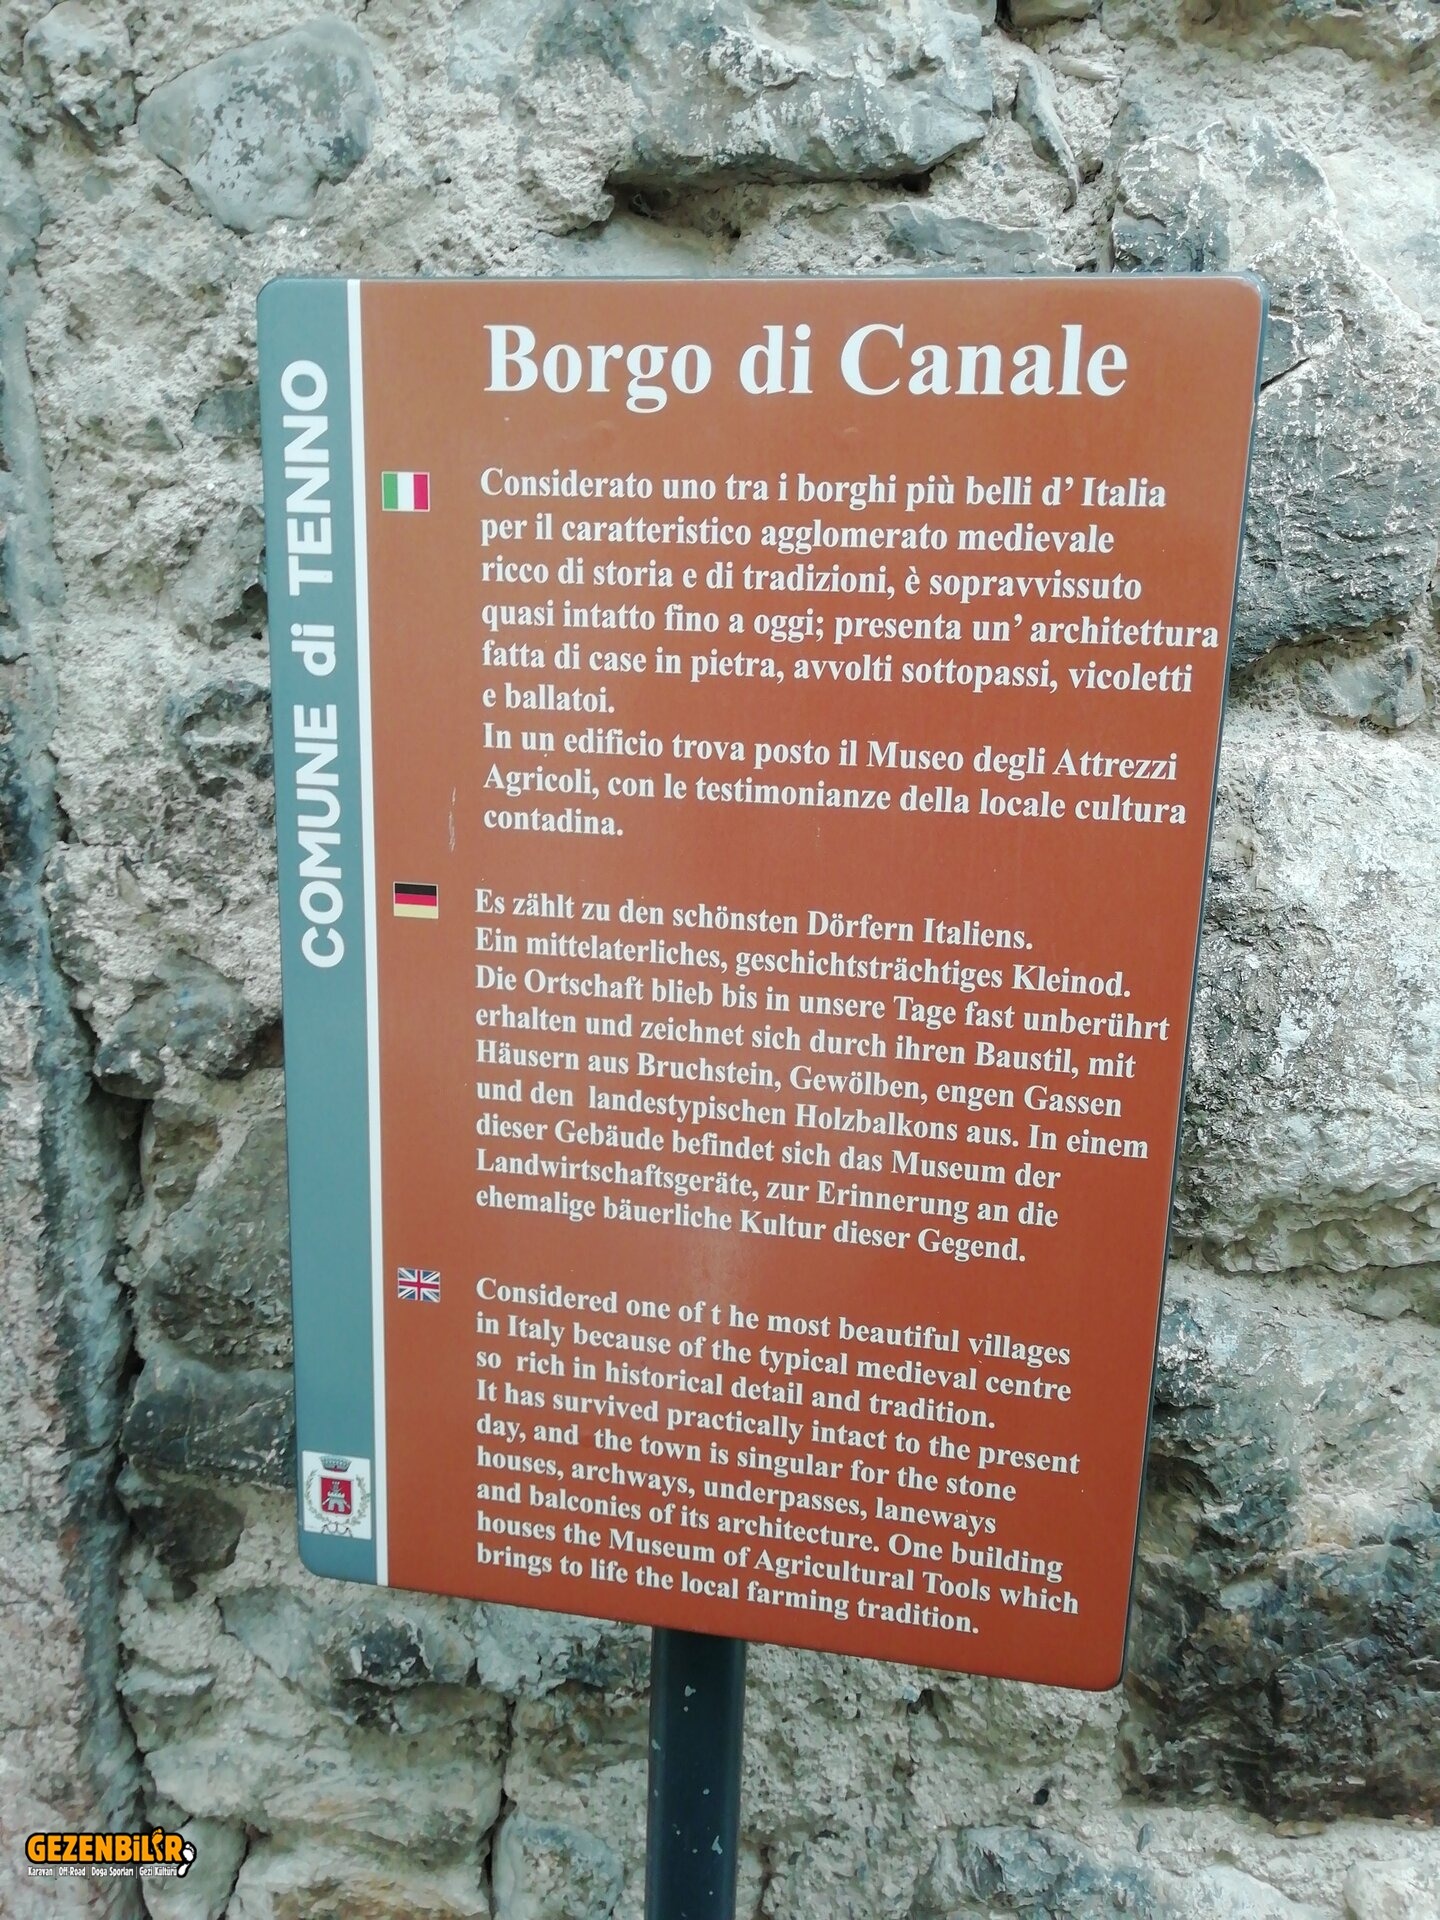 Borgo di Canale
COMUNE di TENNO
Considerato uno tra i borghi più belli d' Italia
per il caratteristico agglomerato medievale
ricco di storia e di tradizioni, è sopravvissuto
quasi intatto fino a oggi; presenta un' architettura
fatta di case in pietra, avvolti sottopassi, vicoletti
e ballatoi.
In un edificio trova posto il Museo degli Attrezzi
Agricoli, con le testimonianze della locale cultura
contadina.
Es zählt zu den schönsten Dörfern Italiens.
Ein mittelaterliches, geschichtsträchtiges Kleinod.
Die Ortschaft blieb bis in unsere Tage fast unberührt
erhalten und zeichnet sich durch ihren Baustil, mit
Häusern aus Bruchstein, Gewölben, engen Gassen
und den landestypischen Holzbalkons aus. In einem
dieser Gebäude befindet sich das Museum der
Landwirtschaftsgeräte, zur Erinnerung an die
ehemalige bäuerliche Kultur dieser Gegend.
Considered one of t he most beautiful villages
in Italy because of the typical medieval centre
so rich in historical detail and tradition.
It has survived practically intact to the present
day, and the town is singular for the stone
houses, archways, underpasses, laneways
and balconies of its architecture. One building
houses the Museum of Agricultural Tools which
brings to life the local farming tradition.
GEZENBİLİR
Karavan | Off-Road | Doğa Sporları | Gezi Kültürü